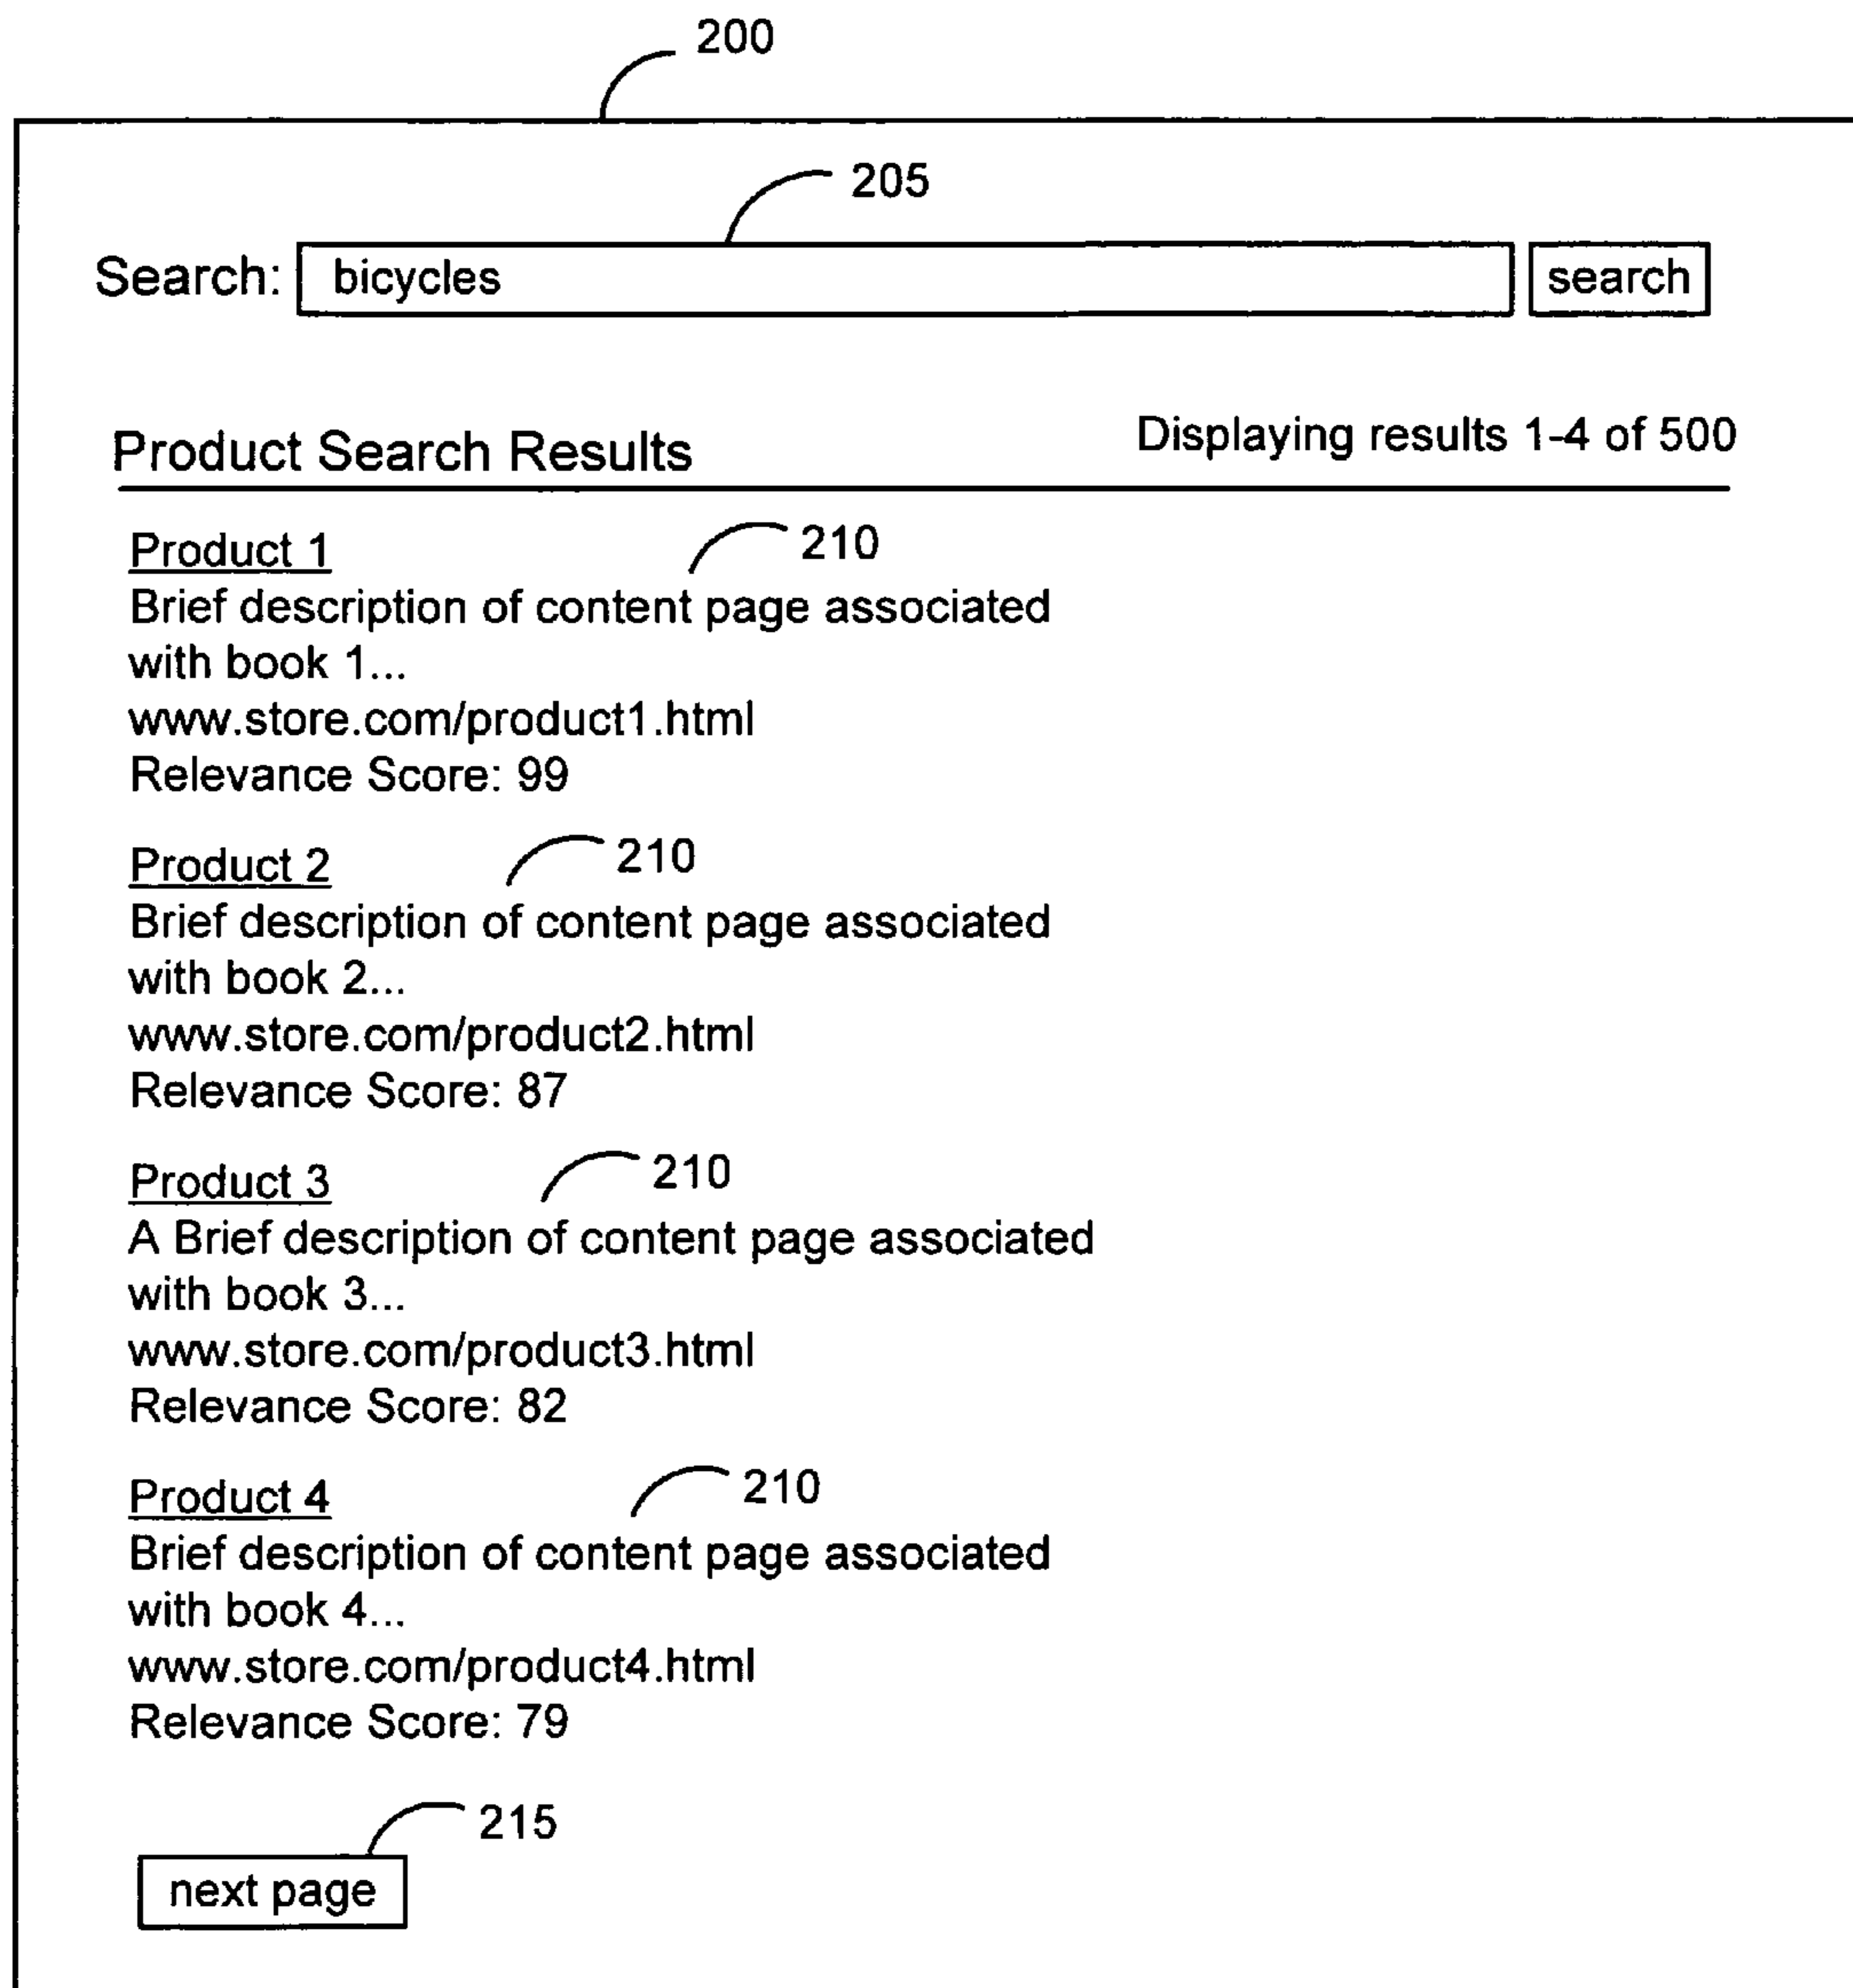 200
205
Search: bicycles search
Product Search Results Displaying results 1-4 of 500
Product 1 210
Brief description of content page associated
with book 1...
www.store.com/product1.html
Relevance Score: 99
Product 2 210
Brief description of content page associated
with book 2...
www.store.com/product2.html
Relevance Score: 87
Product 3 210
A Brief description of content page associated
with book 3...
www.store.com/product3.html
Relevance Score: 82
Product 4 210
Brief description of content page associated
with book 4...
www.store.com/product4.html
Relevance Score: 79
215
next page